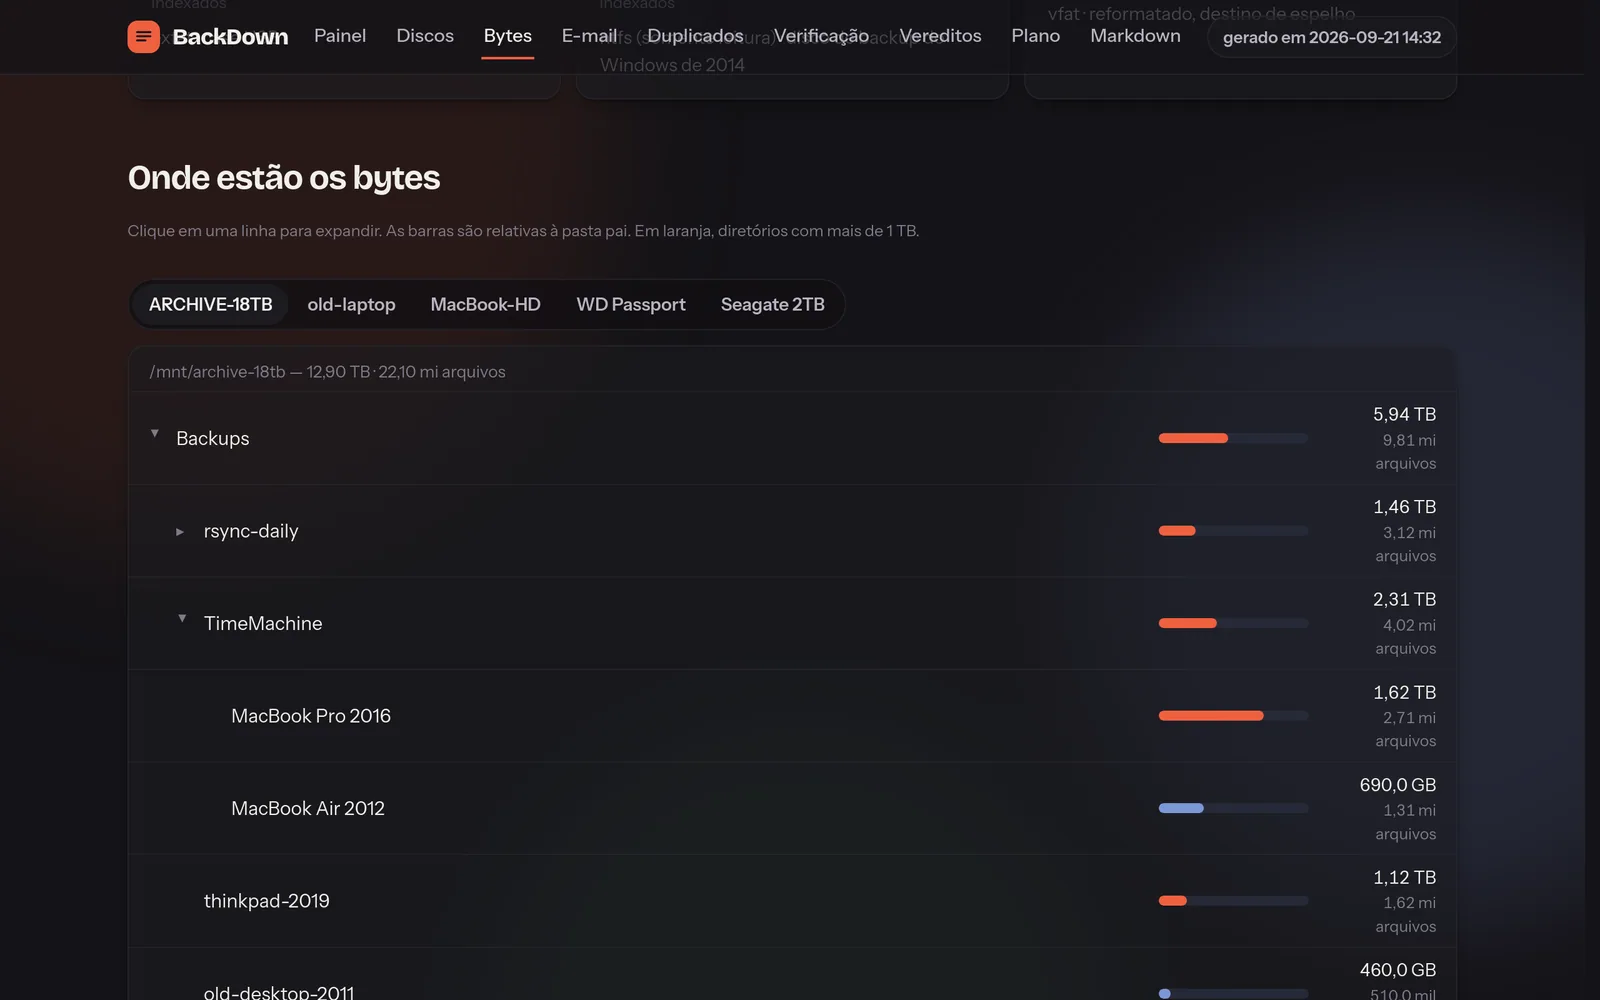 indexados
indexados
vfat · reformatado, destino de espelho
BackDown
Painel
Discos
Bytes
E-mail
Duplicados
Verificação
Vereditos
Plano
Markdown
gerado em 2026-09-21 14:32
Windows de 2014
Onde estão os bytes
Clique em uma linha para expandir. As barras são relativas à pasta pai. Em laranja, diretórios com mais de 1 TB.
ARCHIVE-18TB
old-laptop
MacBook-HD
WD Passport
Seagate 2TB
/mnt/archive-18tb — 12,90 TB · 22,10 mi arquivos
Backups
5,94 TB
9,81 mi
arquivos
rsync-daily
1,46 TB
3,12 mi
arquivos
TimeMachine
2,31 TB
4,02 mi
arquivos
MacBook Pro 2016
1,62 TB
2,71 mi
arquivos
MacBook Air 2012
690,0 GB
1,31 mi
arquivos
thinkpad-2019
1,12 TB
1,62 mi
arquivos
old-desktop-2011
460,0 GB
510,0 mil